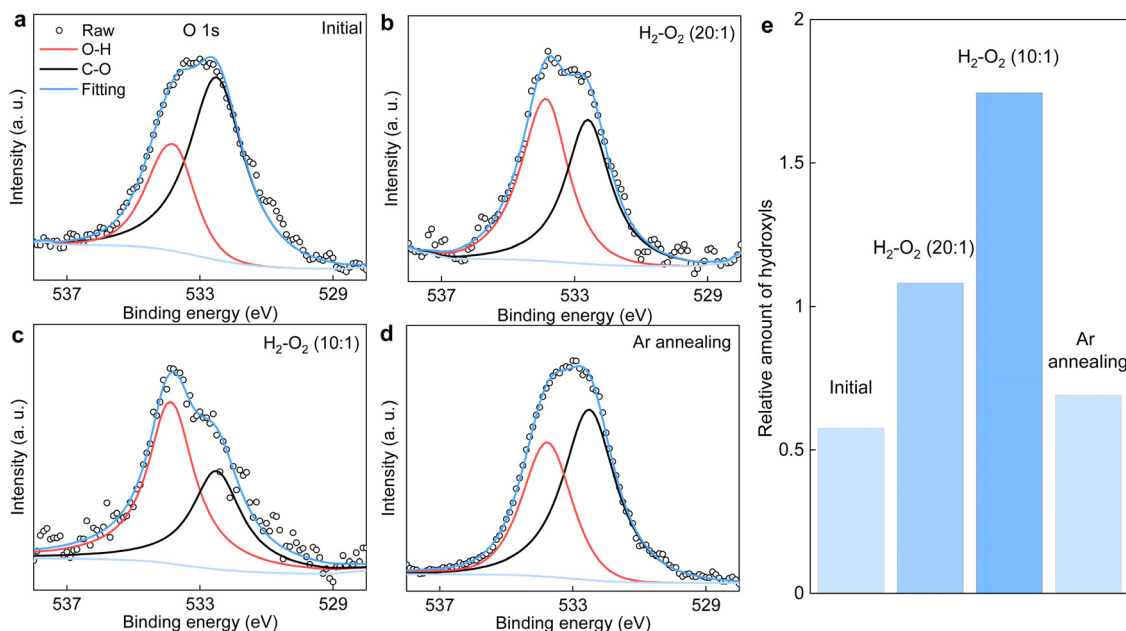 a
Raw
O-H
C-O
Fitting
O 1s
Initial
Intensity (a. u.)
537
533
529
Binding energy (eV)
b
H₂-O₂ (20:1)
Intensity (a. u.)
537
533
529
Binding energy (eV)
c
H₂-O₂ (10:1)
Intensity (a. u.)
537
533
529
Binding energy (eV)
d
Ar annealing
Intensity (a. u.)
537
533
529
Binding energy (eV)
e
Relative amount of hydroxyls
2
1.5
1
0.5
0
Initial
H₂-O₂ (20:1)
H₂-O₂ (10:1)
Ar
annealing